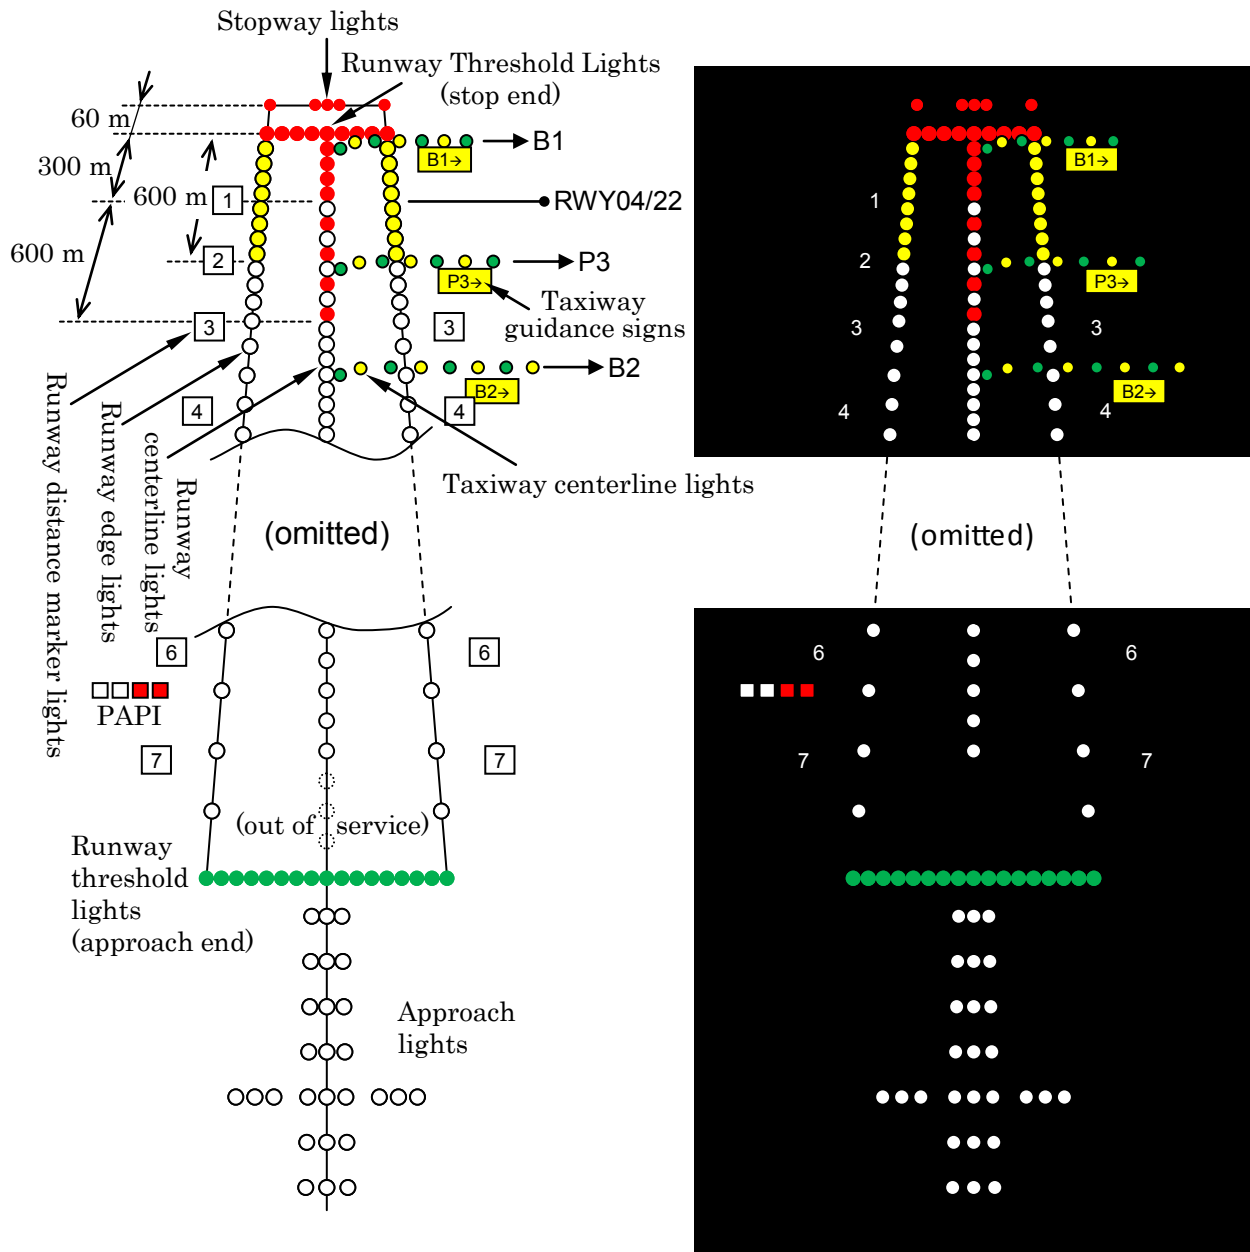 Stopway lights
Runway Threshold Lights
(stop end)
60 m
300 m
600 m
600 m
1
2
3
4
3
4
B1→
B1
RWY04/22
P3
P3→
Taxiway
guidance signs
B2
B2→
Taxiway centerline lights
Runway distance marker lights
Runway edge lights
Runway
centerline lights
(omitted)
6
6
PAPI
7
7
(out of service)
Runway
threshold
lights
(approach end)
Approach
lights
B1→
1
2
P3→
3
3
B2→
4
4
(omitted)
6
6
7
7